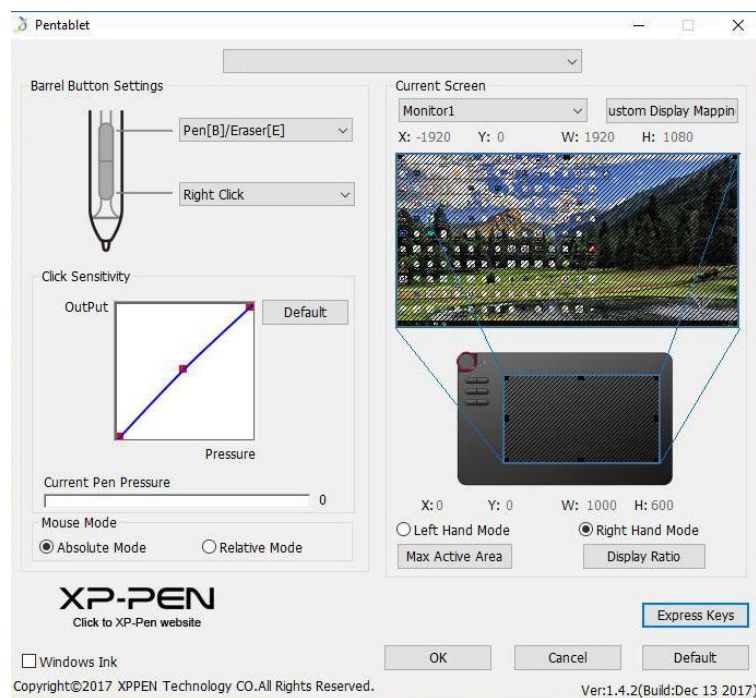 Pentablet
Barrel Button Settings
Pen[B]/Eraser[E]
Right Click
Click Sensitivity
OutPut
Default
Pressure
Current Pen Pressure
0
Mouse Mode
Absolute Mode
Relative Mode
Current Screen
Monitor1
ustom Display Mappin
X: -1920 Y: 0 W: 1920 H: 1080
X: 0 Y: 0 W: 1000 H: 600
Left Hand Mode
Right Hand Mode
Max Active Area
Display Ratio
XP-PEN
Click to XP-Pen website
Express Keys
Windows Ink
OK
Cancel
Default
Copyright©2017 XPPEN Technology CO.All Rights Reserved.
Ver:1.4.2(Build:Dec 13 2017)